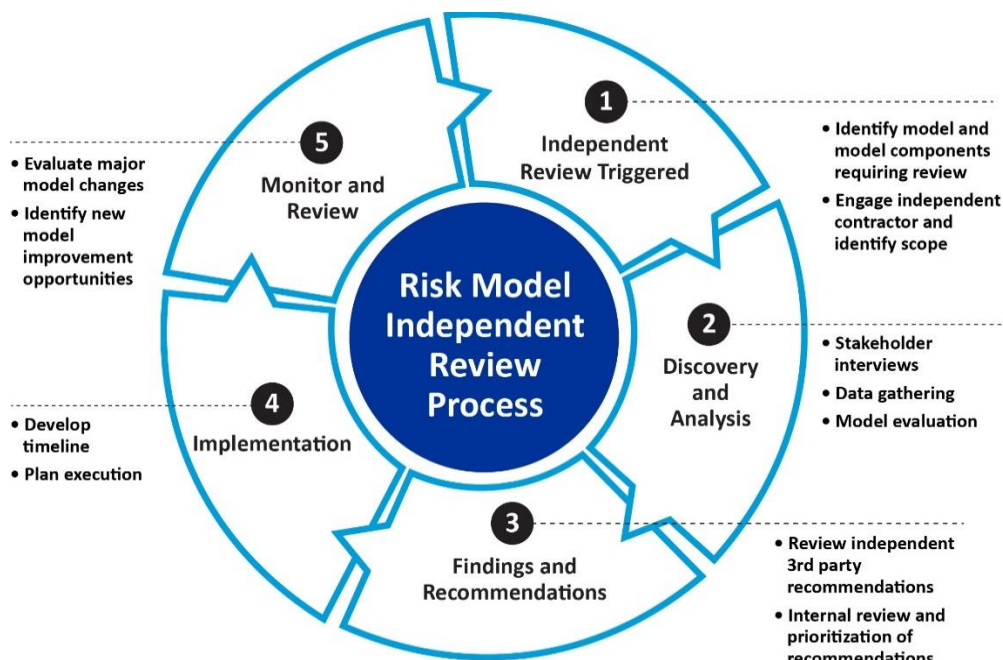 Risk Model
Independent
Review
Process
1
Independent
Review Triggered
• Identify model and
model components
requiring review
• Engage independent
contractor and
identify scope
2
Discovery
and
Analysis
• Stakeholder
interviews
• Data gathering
• Model evaluation
3
Findings and
Recommendations
• Review independent
3rd party
recommendations
• Internal review and
prioritization of
recommendations
4
Implementation
• Develop
timeline
• Plan execution
5
Monitor and
Review
• Evaluate major
model changes
• Identify new
model
improvement
opportunities